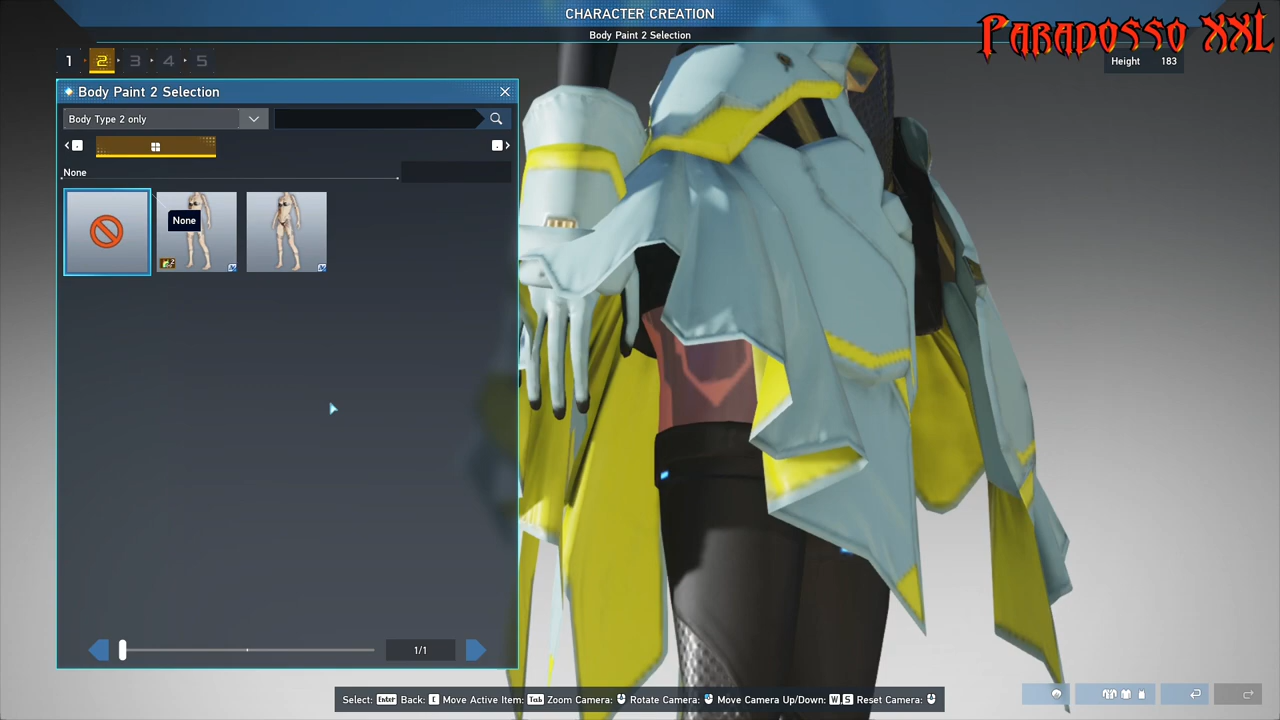 CHARACTER CREATION
Body Paint 2 Selection
PARADOSSO XXL
Height 183
1 2 3 4 5
Body Paint 2 Selection
Body Type 2 only
None
None
1/1
Select: Enter Back: C Move Active Item: Tab Zoom Camera: Rotate Camera: Move Camera Up/Down: W,S Reset Camera: